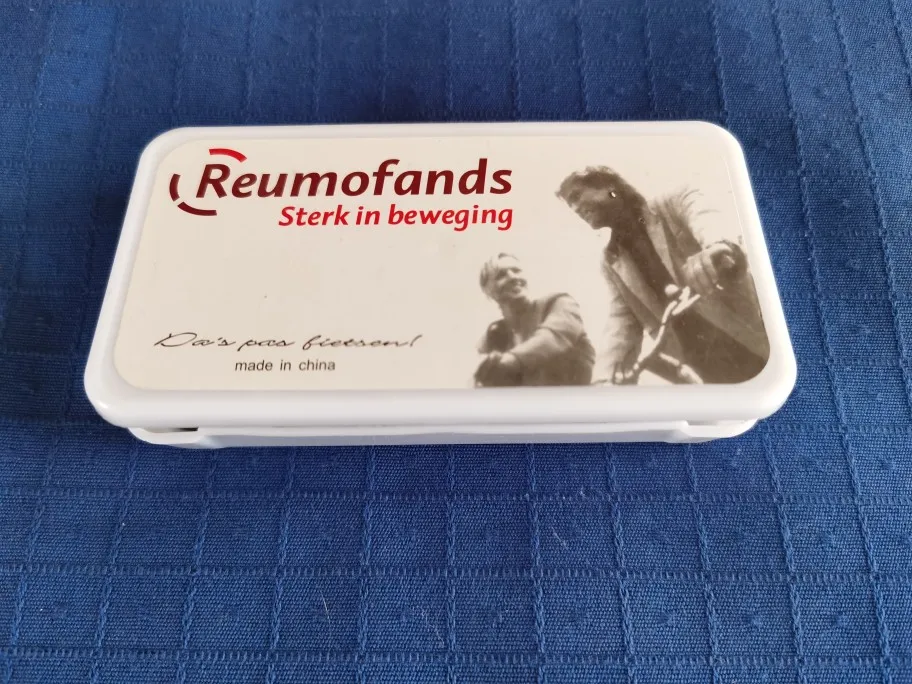 Reumofands
Sterk in beweging
Da's pas fietsen!
made in china